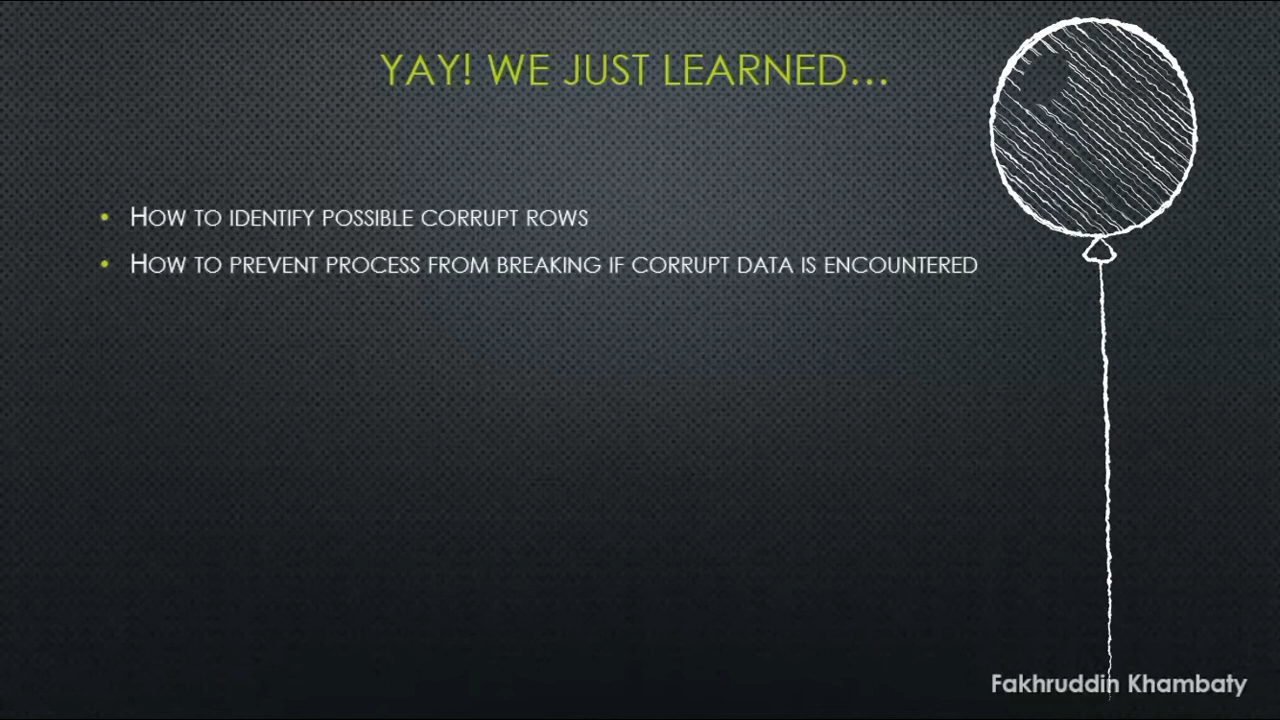 YAY! WE JUST LEARNED...
HOW TO IDENTIFY POSSIBLE CORRUPT ROWS
HOW TO PREVENT PROCESS FROM BREAKING IF CORRUPT DATA IS ENCOUNTERED
Fakhruddin Khambaty